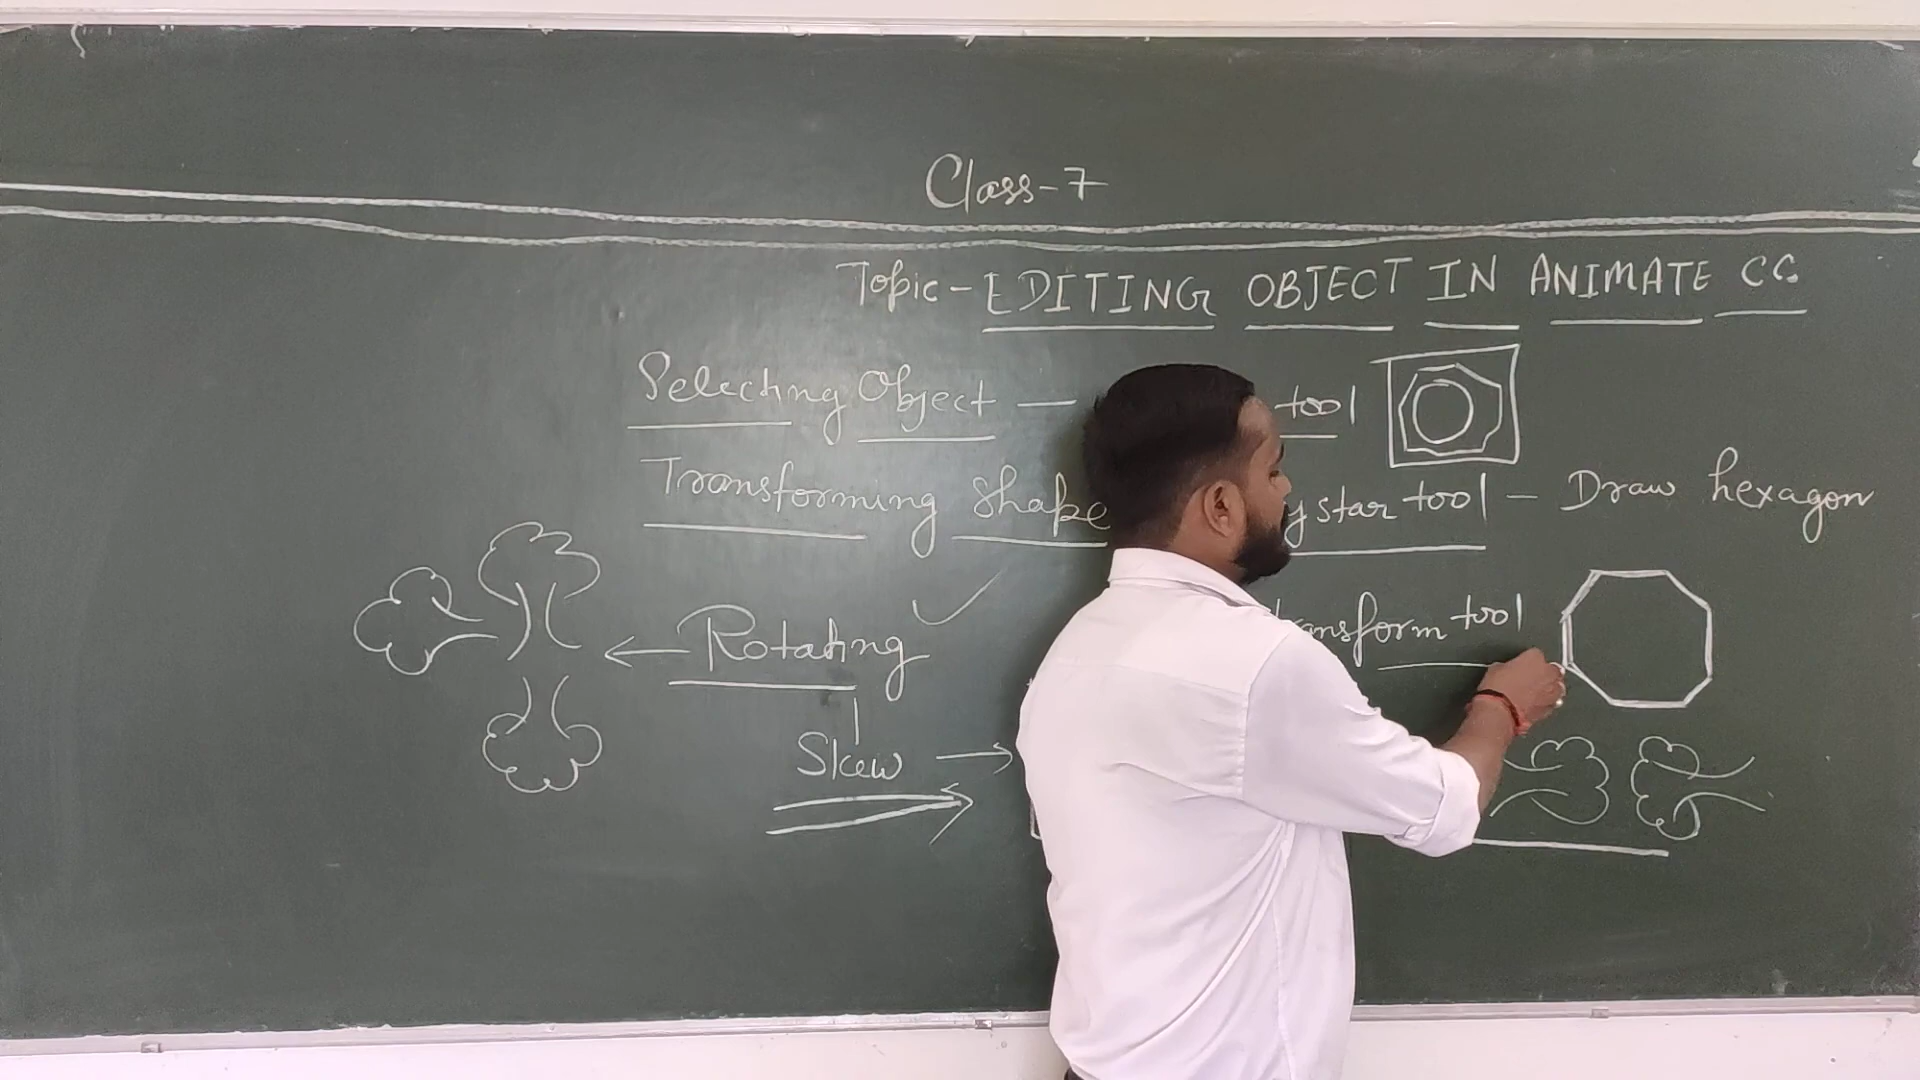 Class-7
Topic - EDITING OBJECT IN ANIMATE CC.
Selecting Object — tool
Transforming Shape y star tool - Draw hexagon
Rotating ansform tool
Skew